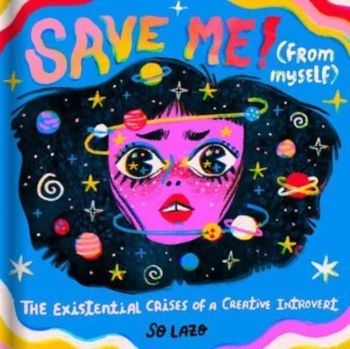 SAVE ME!
(FROM
MYSELF)
THE EXISTENTIAL CRISES OF A CREATIVE INTROVERT
SO LAZO